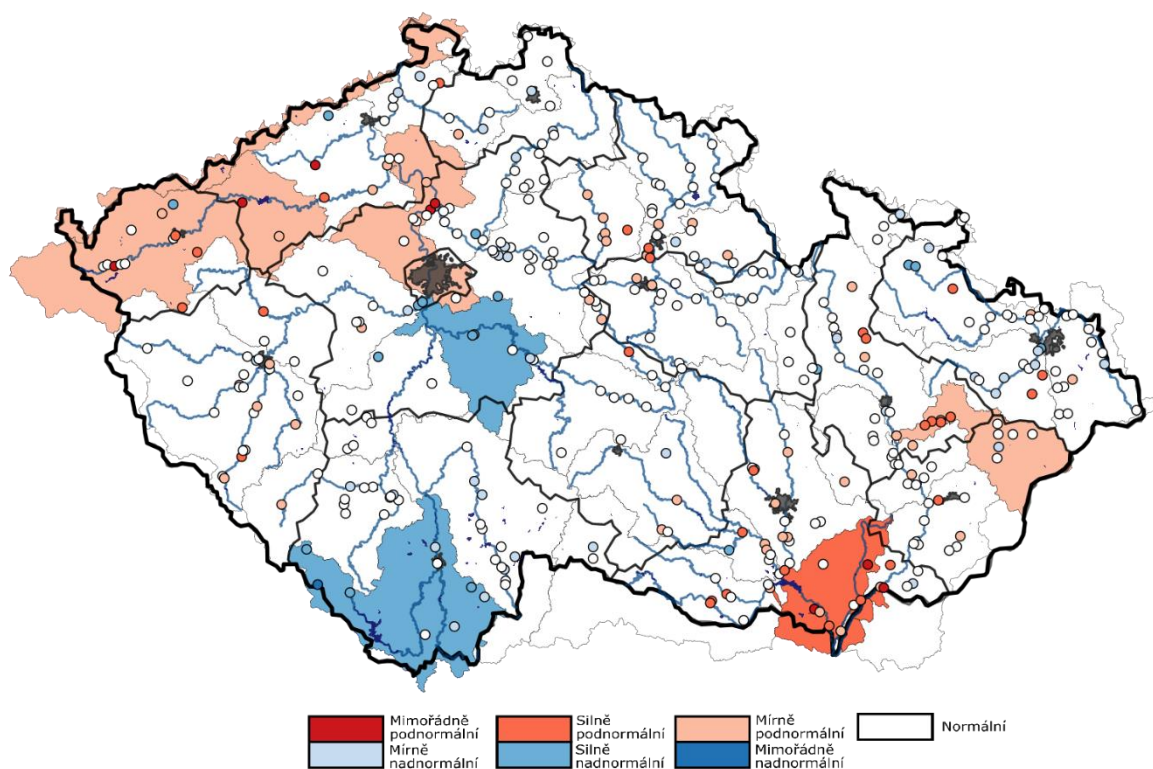 Mimořádně
podnormální
Silně
podnormální
Mírně
podnormální
Normální
Mírně
nadnormální
Silně
nadnormální
Mimořádně
nadnormální